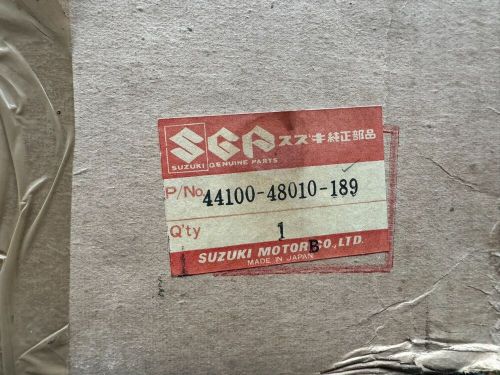 SGP スズキ純正部品
SUZUKI GENUINE PARTS
P/No. 44100-48010-189
Q'ty 1
B
SUZUKI MOTOR CO., LTD.
MADE IN JAPAN